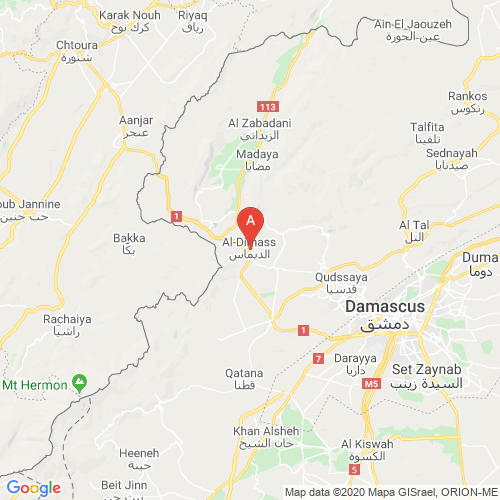 Karak Nouh
كرك نوح
Riyaq
رياق
Ain-El Jaouzeh
عين-الجوزة
Chtoura
شتورة
Rankos
رنكوس
113
Aanjar
عنجر
Al Zabadani
الزبداني
Talfita
تلفيتا
Madaya
مضايا
Sednayah
صيدنايا
oub Jannine
حب جنين
1
A
Al Tal
التل
Bakka
بكا
Al-Dimass
الديماس
Duma
دوما
Qudssaya
قدسيا
Damascus
دمشق
Rachaiya
راشيا
1
7
Darayya
داريا
Set Zaynab
السيدة زينب
Qatana
قطنا
M5
Mt Hermon
Khan Alsheh
خان الشيح
Al Kiswah
الكسوة
Heeneh
حينة
5
Beit Jinn
بيت جن
Google
Map data ©2020 Mapa GISrael, ORION-ME